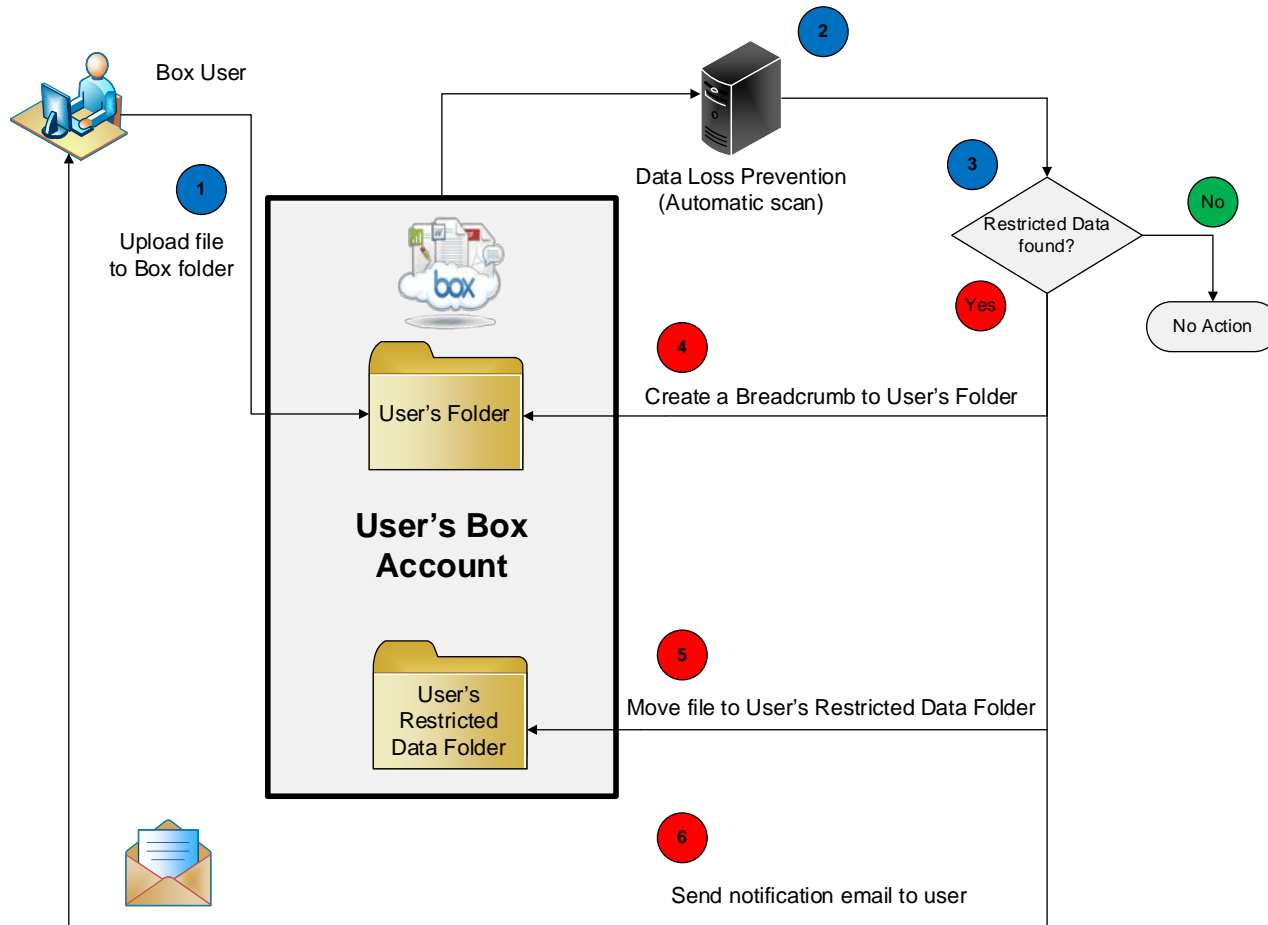 Box User
1
Upload file
to Box folder
2
Data Loss Prevention
(Automatic scan)
3
Restricted Data
found?
No
Yes
No Action
box
4
Create a Breadcrumb to User's Folder
User's Folder
User's Box
Account
5
Move file to User's Restricted Data Folder
User's
Restricted
Data Folder
6
Send notification email to user